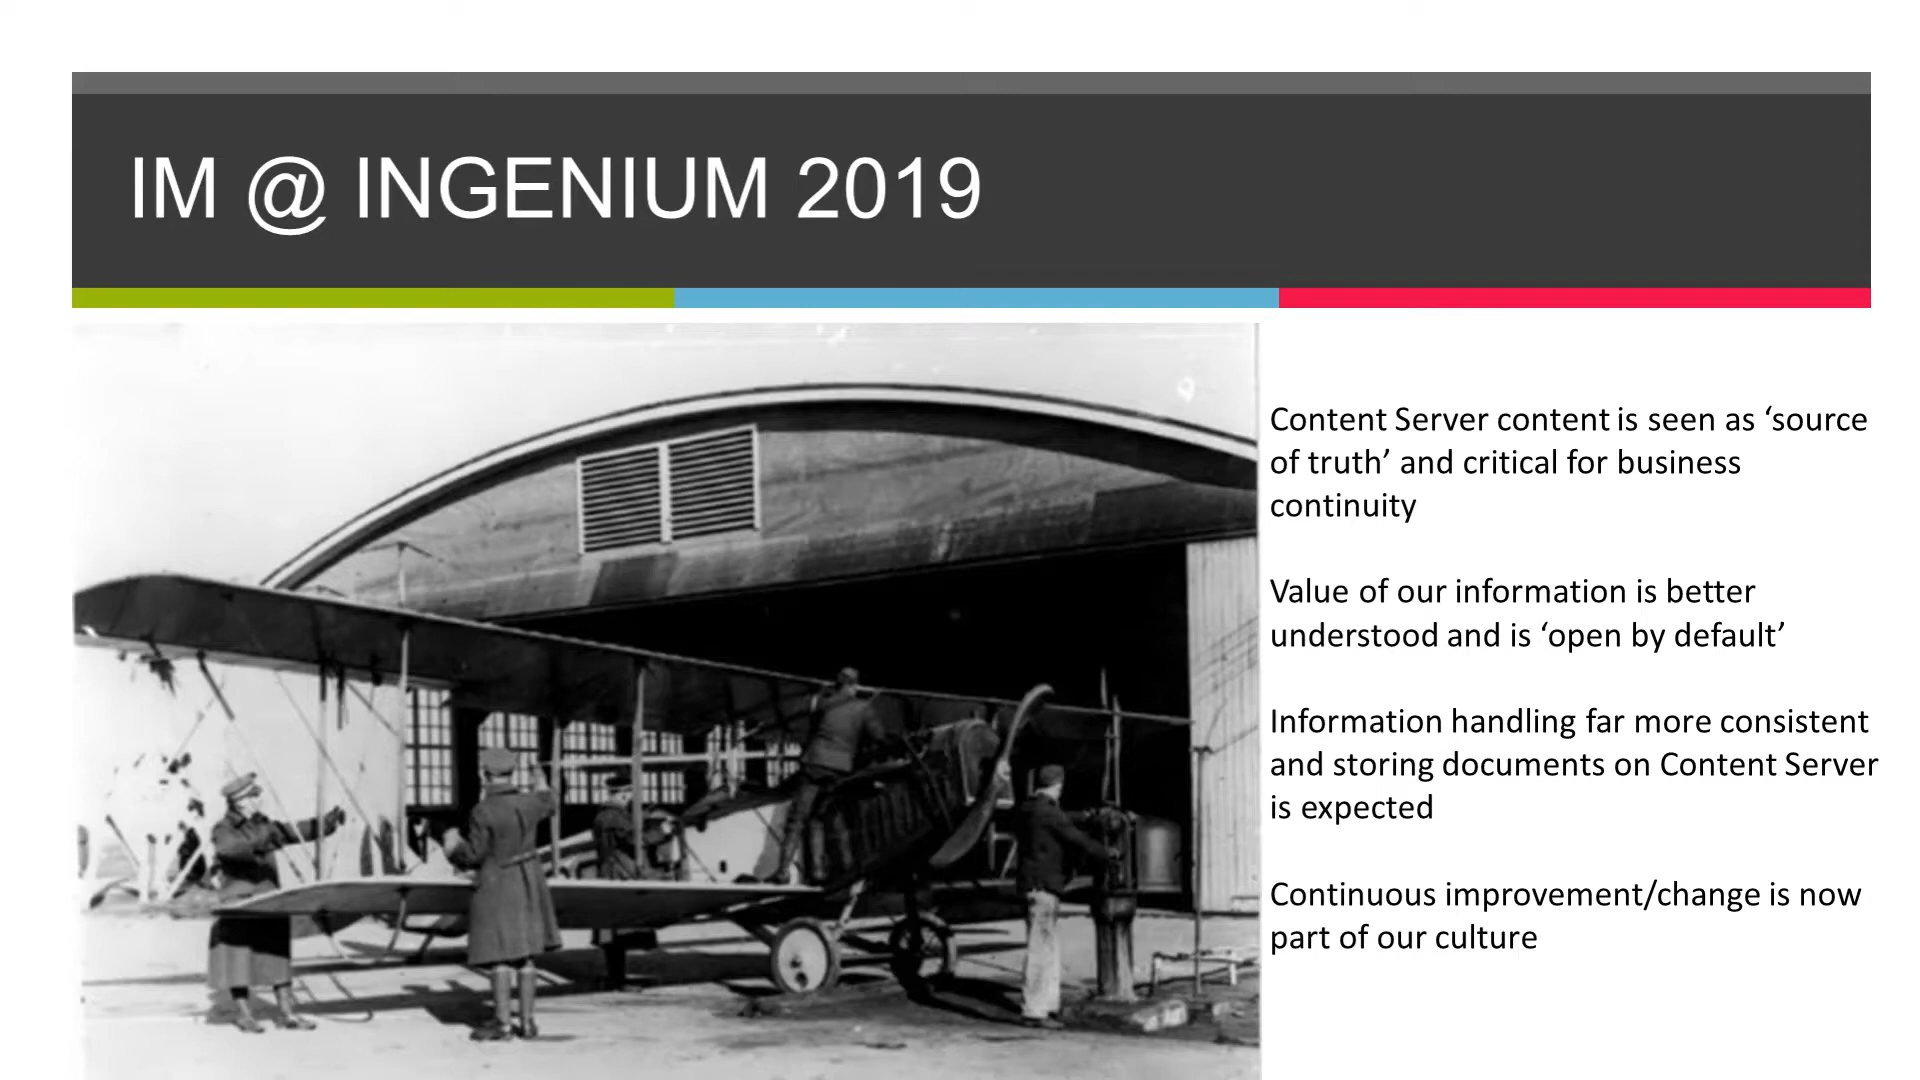 IM @ INGENIUM 2019
Content Server content is seen as ‘source
of truth’ and critical for business
continuity
Value of our information is better
understood and is ‘open by default’
Information handling far more consistent
and storing documents on Content Server
is expected
Continuous improvement/change is now
part of our culture